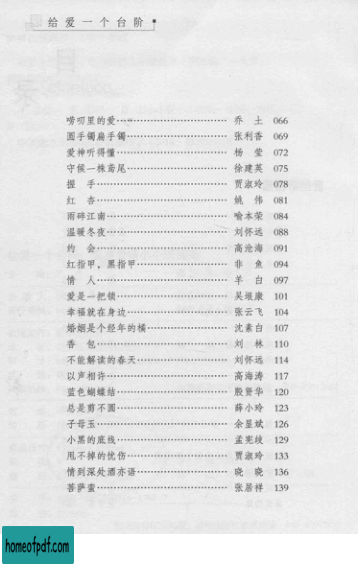 给爱一个台阶
唠叨里的爱 乔土 066
圆手镯扁手镯 张利香 069
爱神听得懂 杨莹 072
守候一株鸢尾 徐建英 075
握手 贾淑玲 078
红杏 姚伟 081
雨碎江南 喻本荣 084
温暖冬夜 刘怀远 088
约会 高沧海 091
红指甲，黑指甲 非鱼 094
情人 羊白 097
爱是一把锁 吴垠康 101
幸福就在身边 张云飞 104
婚姻是个经年的橘 沈素白 107
香包 刘林 110
不能解读的春天 刘怀远 114
以声相许 高海涛 117
蓝色蝴蝶结 殷贤华 120
总是剪不圆 薛小玲 123
子母玉 余显斌 126
小黑的底线 孟宪歧 129
甩不掉的忧伤 贾淑玲 133
情到深处酒亦语 晓晓 136
菩萨蛮 张居祥 139
homeofpdf.com